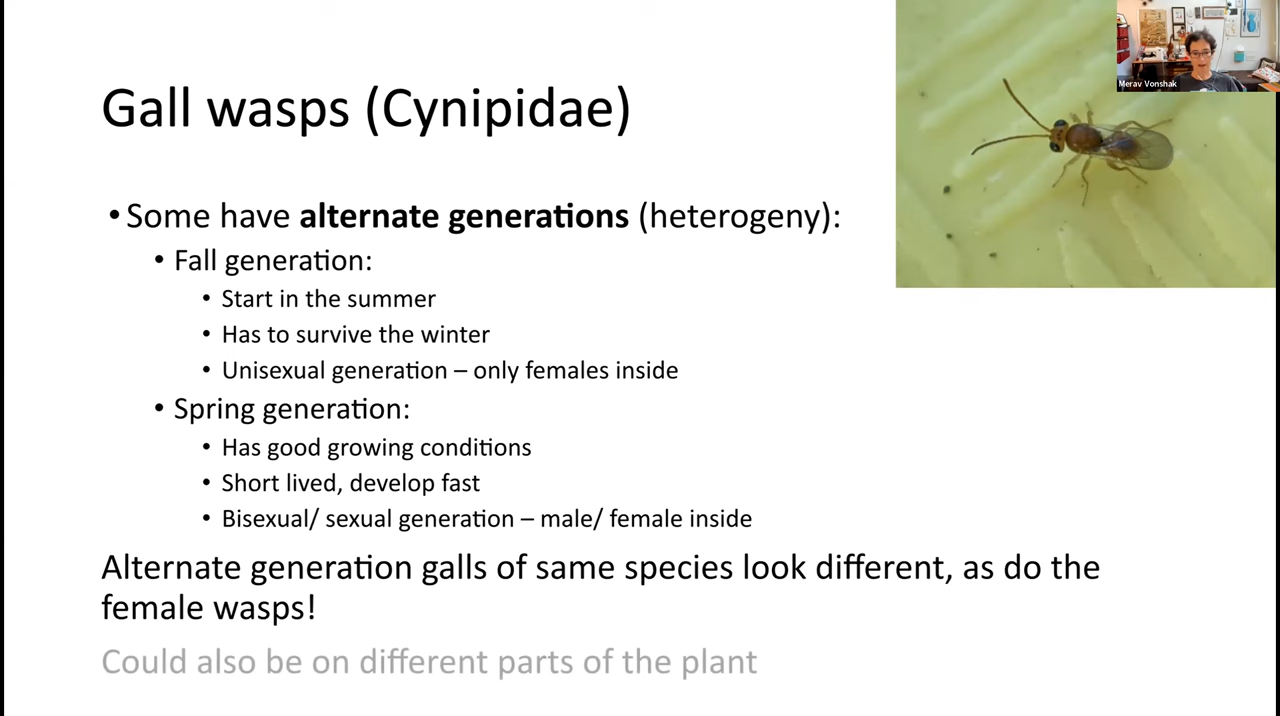 Merav Vonshak
Gall wasps (Cynipidae)
• Some have alternate generations (heterogeny):
• Fall generation:
• Start in the summer
• Has to survive the winter
• Unisexual generation – only females inside
• Spring generation:
• Has good growing conditions
• Short lived, develop fast
• Bisexual/ sexual generation – male/ female inside
Alternate generation galls of same species look different, as do the
female wasps!
Could also be on different parts of the plant